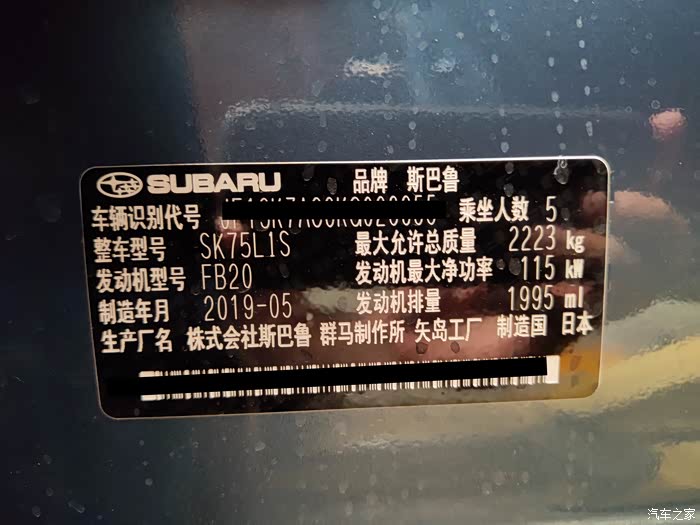 SUBARU 品牌 斯巴鲁
车辆识别代号 乘坐人数 5
整车型号 SK75L1S 最大允许总质量 2223 kg
发动机型号 FB20 发动机最大净功率 115 kW
制造年月 2019-05 发动机排量 1995 ml
生产厂名 株式会社斯巴鲁 群马制作所 矢岛工厂 制造国 日本
汽车之家